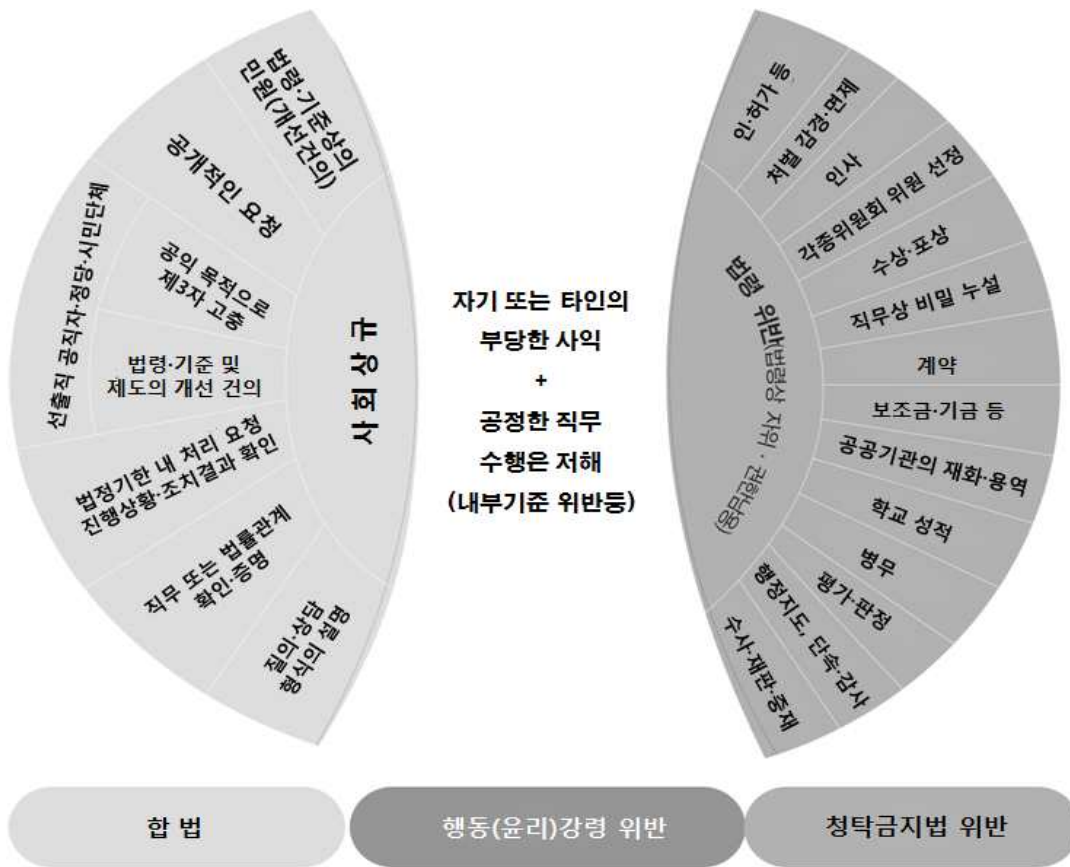 법령·기준상의
민원(개선건의)
공개적인 요청
선출직 공직자·정당·시민단체
공익 목적으로
제3자 고충
법령·기준 및
제도의 개선 건의
법정기한 내 처리 요청
진행상황·조치결과 확인
직무 또는 법률관계
확인·증명
질의·상담
형식의 설명
사회상규
자기 또는 타인의
부당한 사익
+
공정한 직무
수행은 저해
(내부기준 위반등)
법령 위반(법령상 지위·권한남용)
인·허가 등
처벌 감경·면제
인사
각종위원회 위원 선정
수상·포상
직무상 비밀 누설
계약
보조금·기금 등
공공기관의 재화·용역
학교 성적
병무
평가·판정
행정지도, 단속·감사
수사·재판·중재
합 법
행동(윤리)강령 위반
청탁금지법 위반